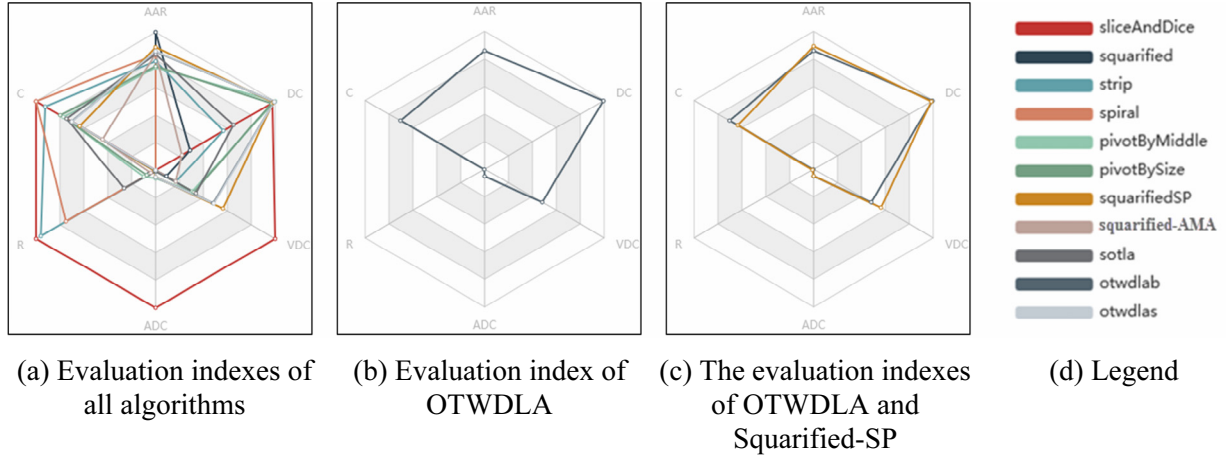 AAR
C
DC
R
VDC
ADC
AAR
C
DC
R
VDC
ADC
AAR
C
DC
R
VDC
ADC
sliceAndDice
squarified
strip
spiral
pivotByMiddle
pivotBySize
squarifiedSP
squarified-AMA
sotla
otwdlab
otwdlas
(a) Evaluation indexes of
all algorithms
(b) Evaluation index of
OTWDLA
(c) The evaluation indexes
of OTWDLA and
Squarified-SP
(d) Legend